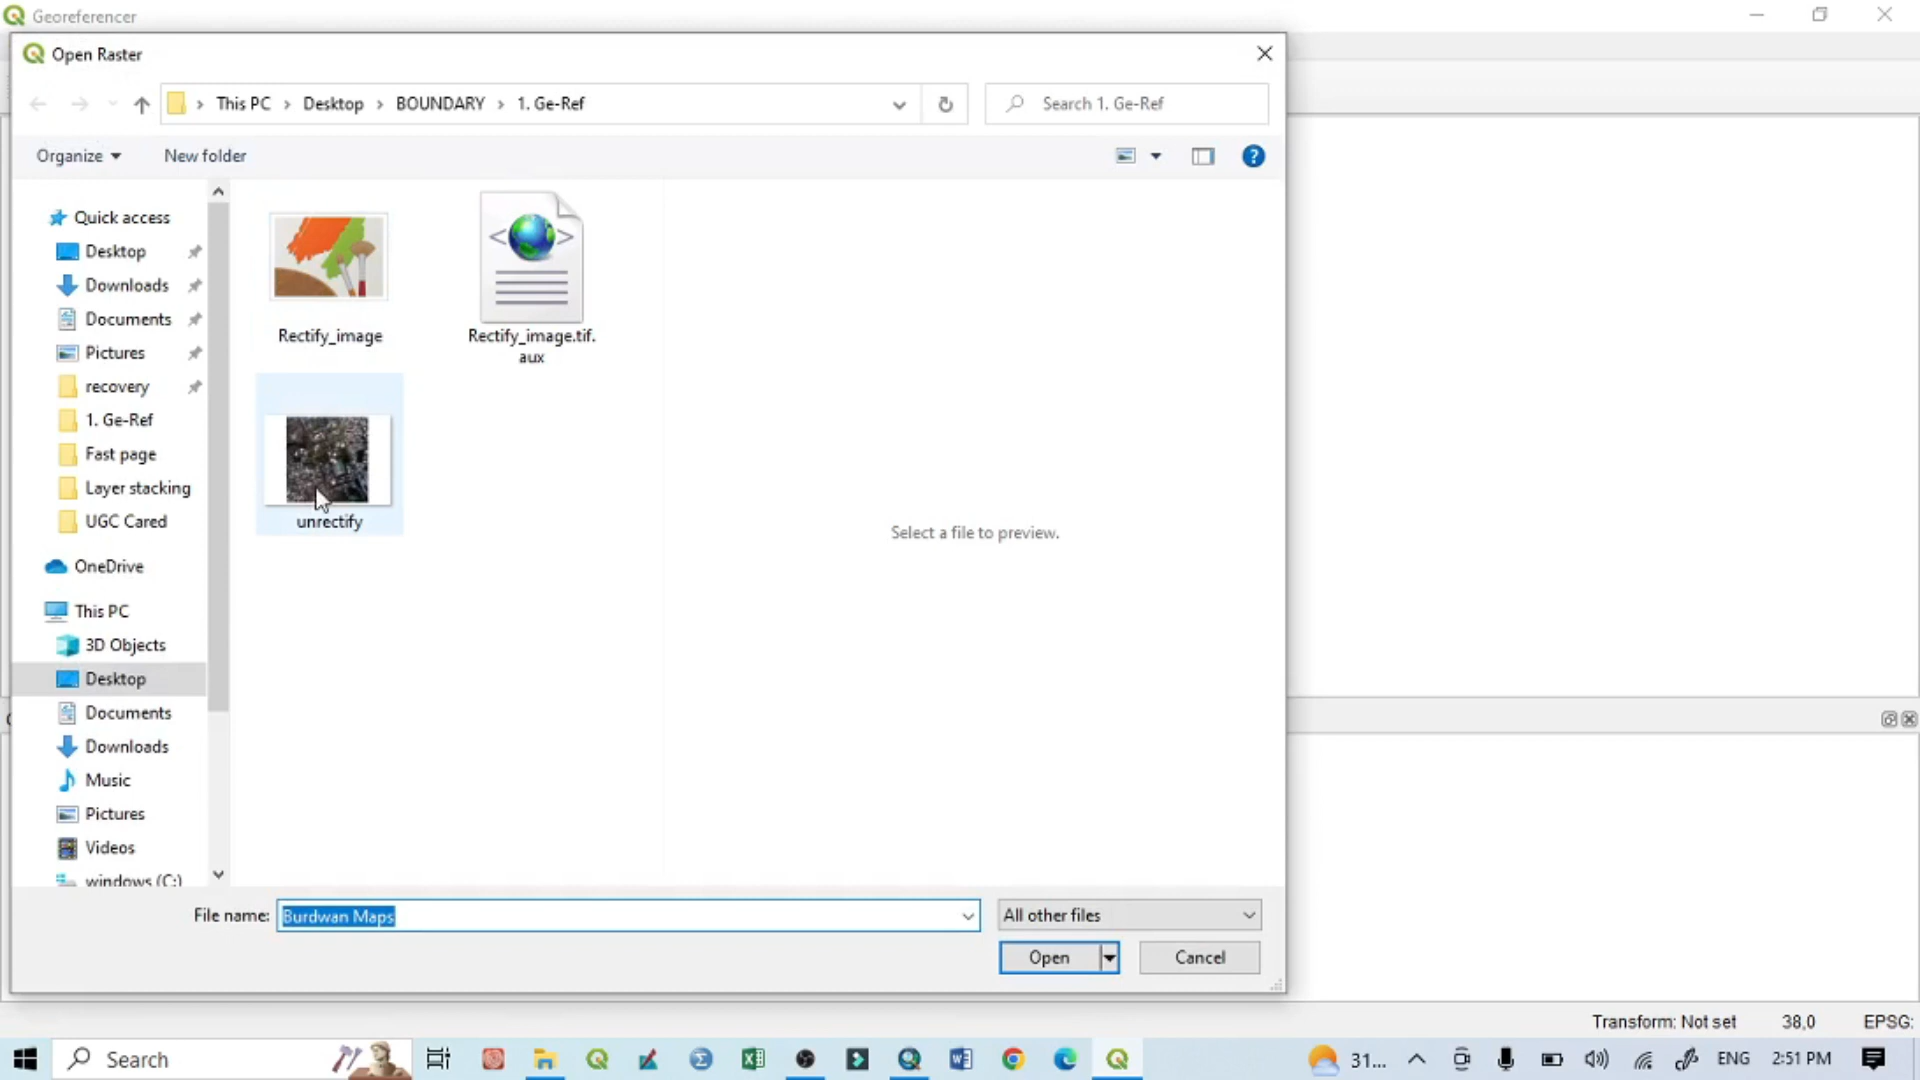 Georeferencer
Open Raster
This PC
Desktop
BOUNDARY
1. Ge-Ref
Search 1. Ge-Ref
Organize
New folder
Quick access
Desktop
Downloads
Documents
Pictures
recovery
1. Ge-Ref
Fast page
Layer stacking
UGC Cared
OneDrive
This PC
3D Objects
Desktop
Documents
Downloads
Music
Pictures
Videos
windows (C:)
Rectify_image
Rectify_image.tif.
aux
unrectify
Select a file to preview.
File name:
Burdwan Maps
All other files
Open
Cancel
Transform: Not set
38,0
EPSG:
Search
31...
ENG
2:51 PM